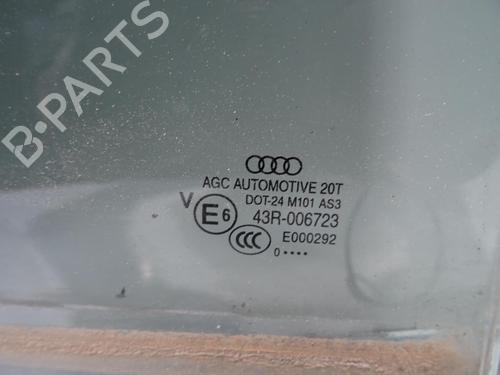 B-PARTS
AGC AUTOMOTIVE 20T
DOT-24 M101 AS3
V E6 43R-006723
CCC E000292
0 ••••